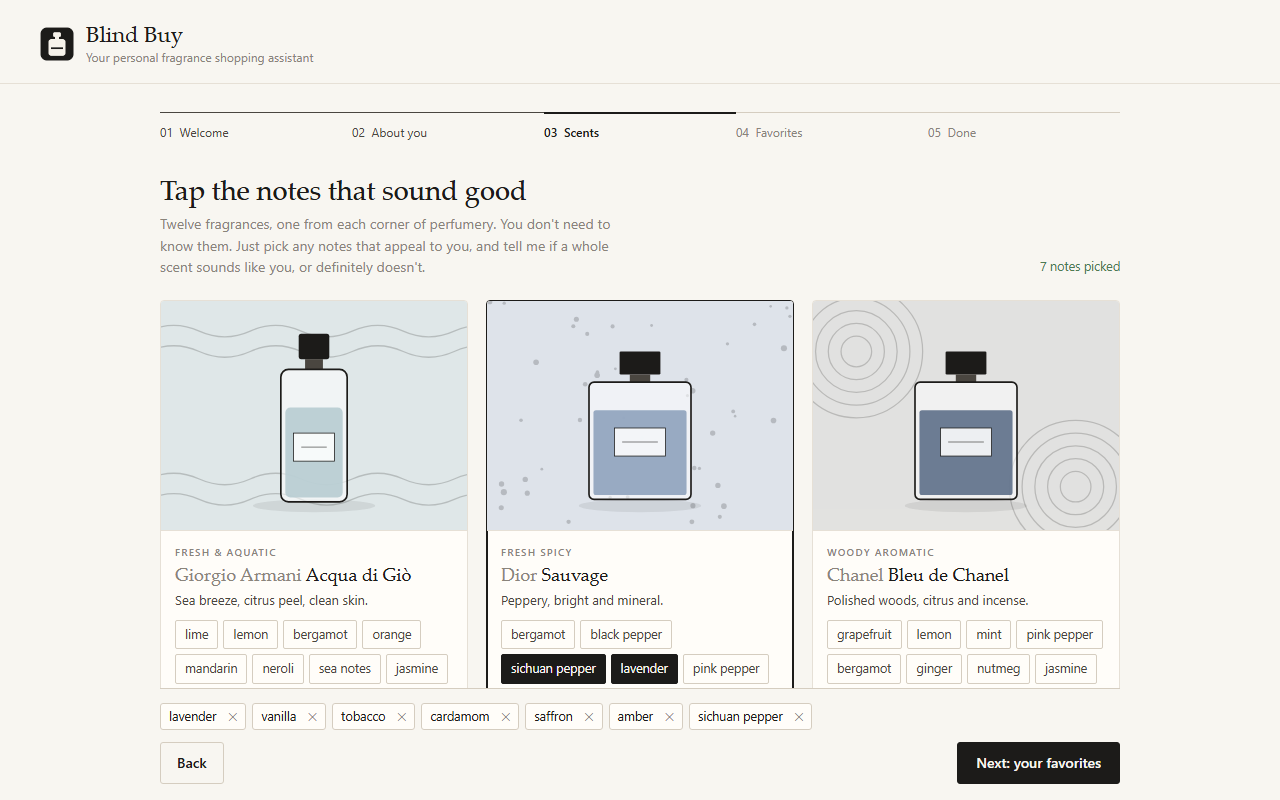 Blind Buy
Your personal fragrance shopping assistant
01 Welcome
02 About you
03 Scents
04 Favorites
05 Done
Tap the notes that sound good
Twelve fragrances, one from each corner of perfumery. You don't need to
know them. Just pick any notes that appeal to you, and tell me if a whole
scent sounds like you, or definitely doesn't.
7 notes picked
FRESH & AQUATIC
Giorgio Armani Acqua di Giò
Sea breeze, citrus peel, clean skin.
lime lemon bergamot orange
mandarin neroli sea notes jasmine
FRESH SPICY
Dior Sauvage
Peppery, bright and mineral.
bergamot black pepper
sichuan pepper lavender pink pepper
WOODY AROMATIC
Chanel Bleu de Chanel
Polished woods, citrus and incense.
grapefruit lemon mint pink pepper
bergamot ginger nutmeg jasmine
lavender × vanilla × tobacco × cardamom × saffron × amber × sichuan pepper ×
Back
Next: your favorites